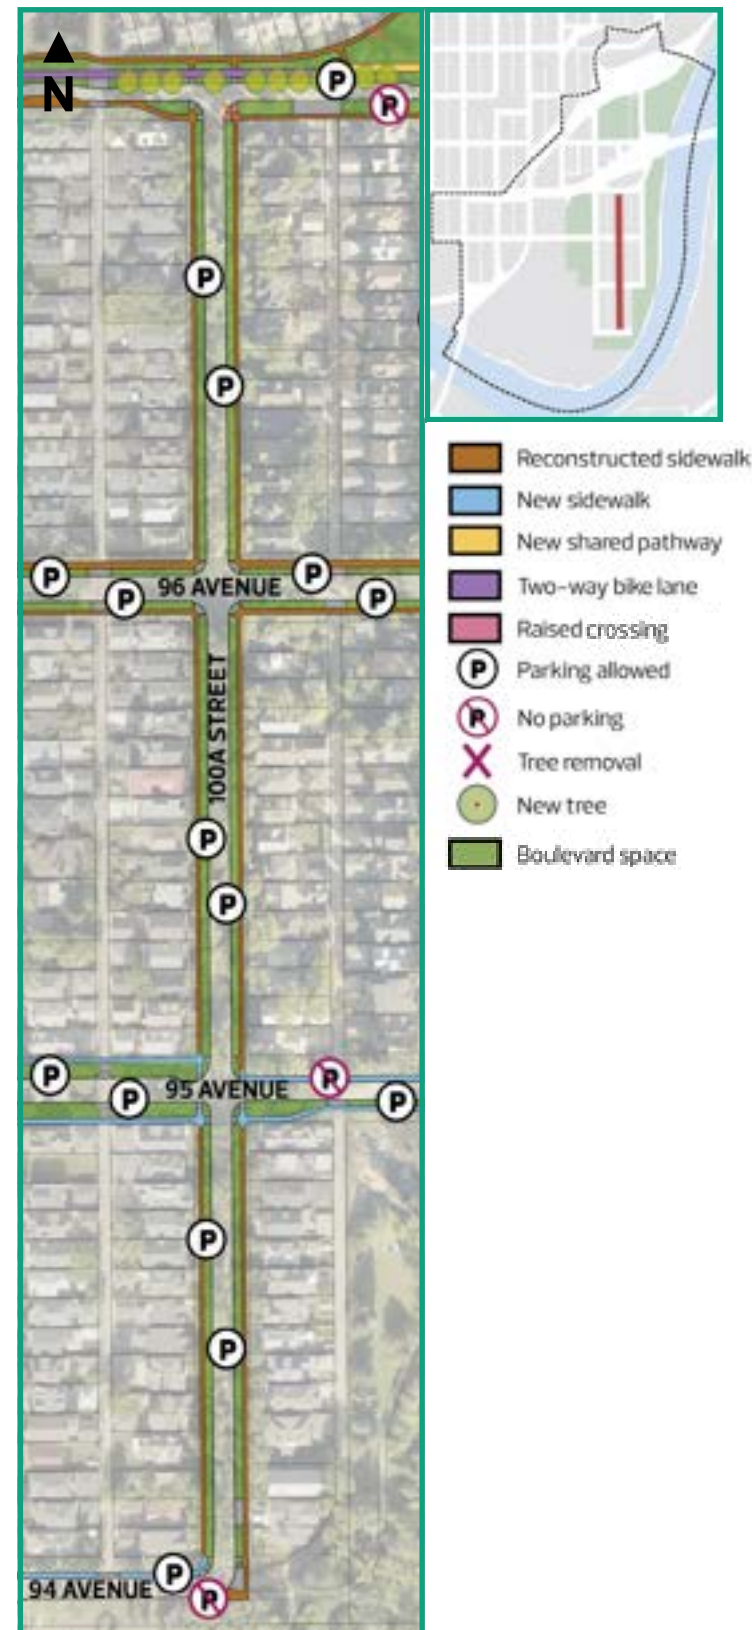 N
P
P
P
P
P
P
96 AVENUE
P
P
100A STREET
P
P
P
P
95 AVENUE
P
P
P
P
P
94 AVENUE
P
P
Reconstructed sidewalk
New sidewalk
New shared pathway
Two-way bike lane
Raised crossing
P Parking allowed
P No parking
Tree removal
New tree
Boulevard space